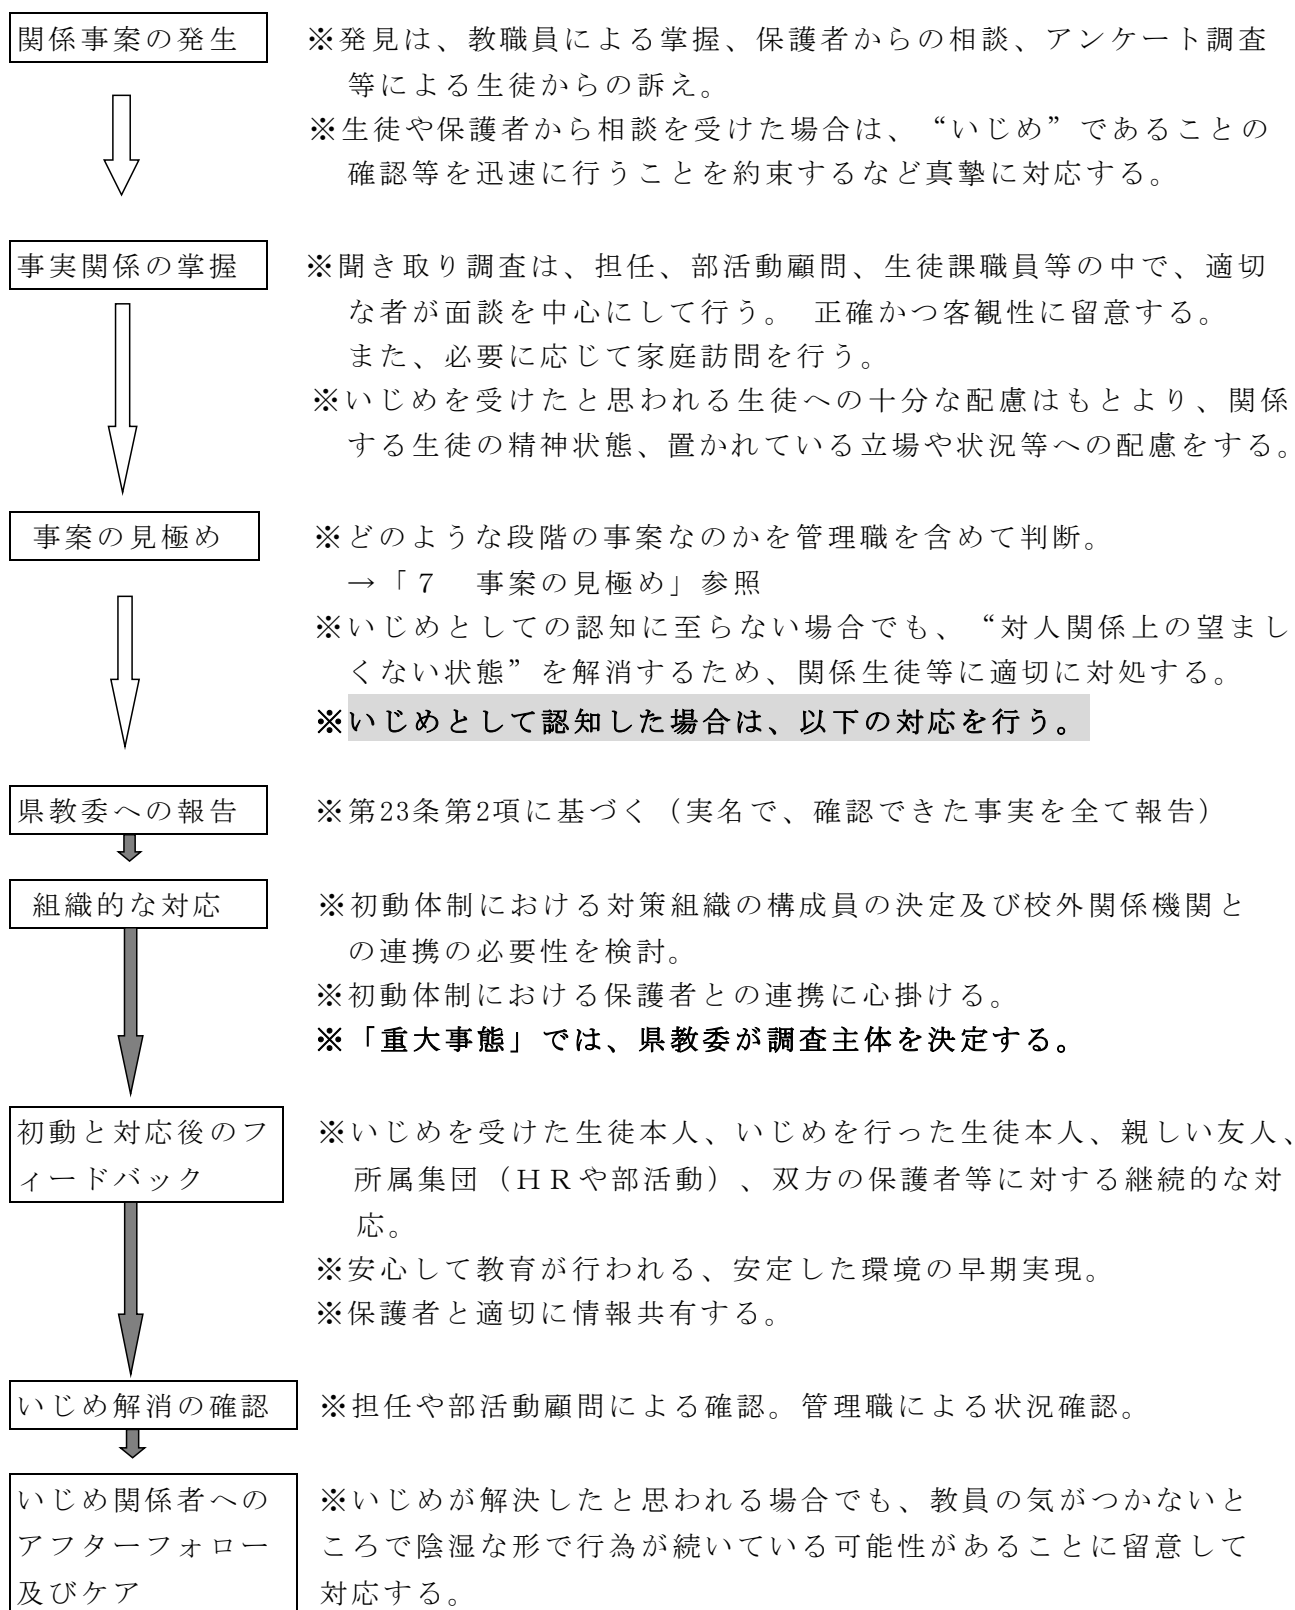 関係事案の発生
※発見は、教職員による掌握、保護者からの相談、アンケート調査
等による生徒からの訴え。
※生徒や保護者から相談を受けた場合は、“いじめ”であることの
確認等を迅速に行うことを約束するなど真摯に対応する。
事実関係の掌握
※聞き取り調査は、担任、部活動顧問、生徒課職員等の中で、適切
な者が面談を中心にして行う。 正確かつ客観性に留意する。
また、必要に応じて家庭訪問を行う。
※いじめを受けたと思われる生徒への十分な配慮はもとより、関係
する生徒の精神状態、置かれている立場や状況等への配慮をする。
事案の見極め
※どのような段階の事案なのかを管理職を含めて判断。
→「７　事案の見極め」参照
※いじめとしての認知に至らない場合でも、“対人関係上の望まし
くない状態”を解消するため、関係生徒等に適切に対処する。
※いじめとして認知した場合は、以下の対応を行う。
県教委への報告
※第23条第2項に基づく（実名で、確認できた事実を全て報告）
組織的な対応
※初動体制における対策組織の構成員の決定及び校外関係機関と
の連携の必要性を検討。
※初動体制における保護者との連携に心掛ける。
※「重大事態」では、県教委が調査主体を決定する。
初動と対応後のフ
ィードバック
※いじめを受けた生徒本人、いじめを行った生徒本人、親しい友人、
所属集団（ＨＲや部活動）、双方の保護者等に対する継続的な対
応。
※安心して教育が行われる、安定した環境の早期実現。
※保護者と適切に情報共有する。
いじめ解消の確認
※担任や部活動顧問による確認。管理職による状況確認。
いじめ関係者への
アフターフォロー
及びケア
※いじめが解決したと思われる場合でも、教員の気がつかないと
ころで陰湿な形で行為が続いている可能性があることに留意して
対応する。